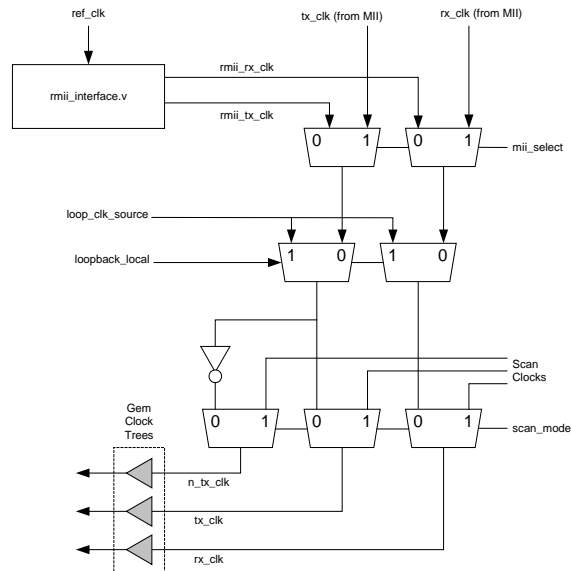 ref_clk
tx_clk (from MII)
rx_clk (from MII)
rmii_rx_clk
rmii_interface.v
rmii_tx_clk
0 1
0 1
mii_select
loop_clk_source
1 0
1 0
loopback_local
Scan
Clocks
0 1
0 1
0 1
scan_mode
Gem
Clock
Trees
n_tx_clk
tx_clk
rx_clk